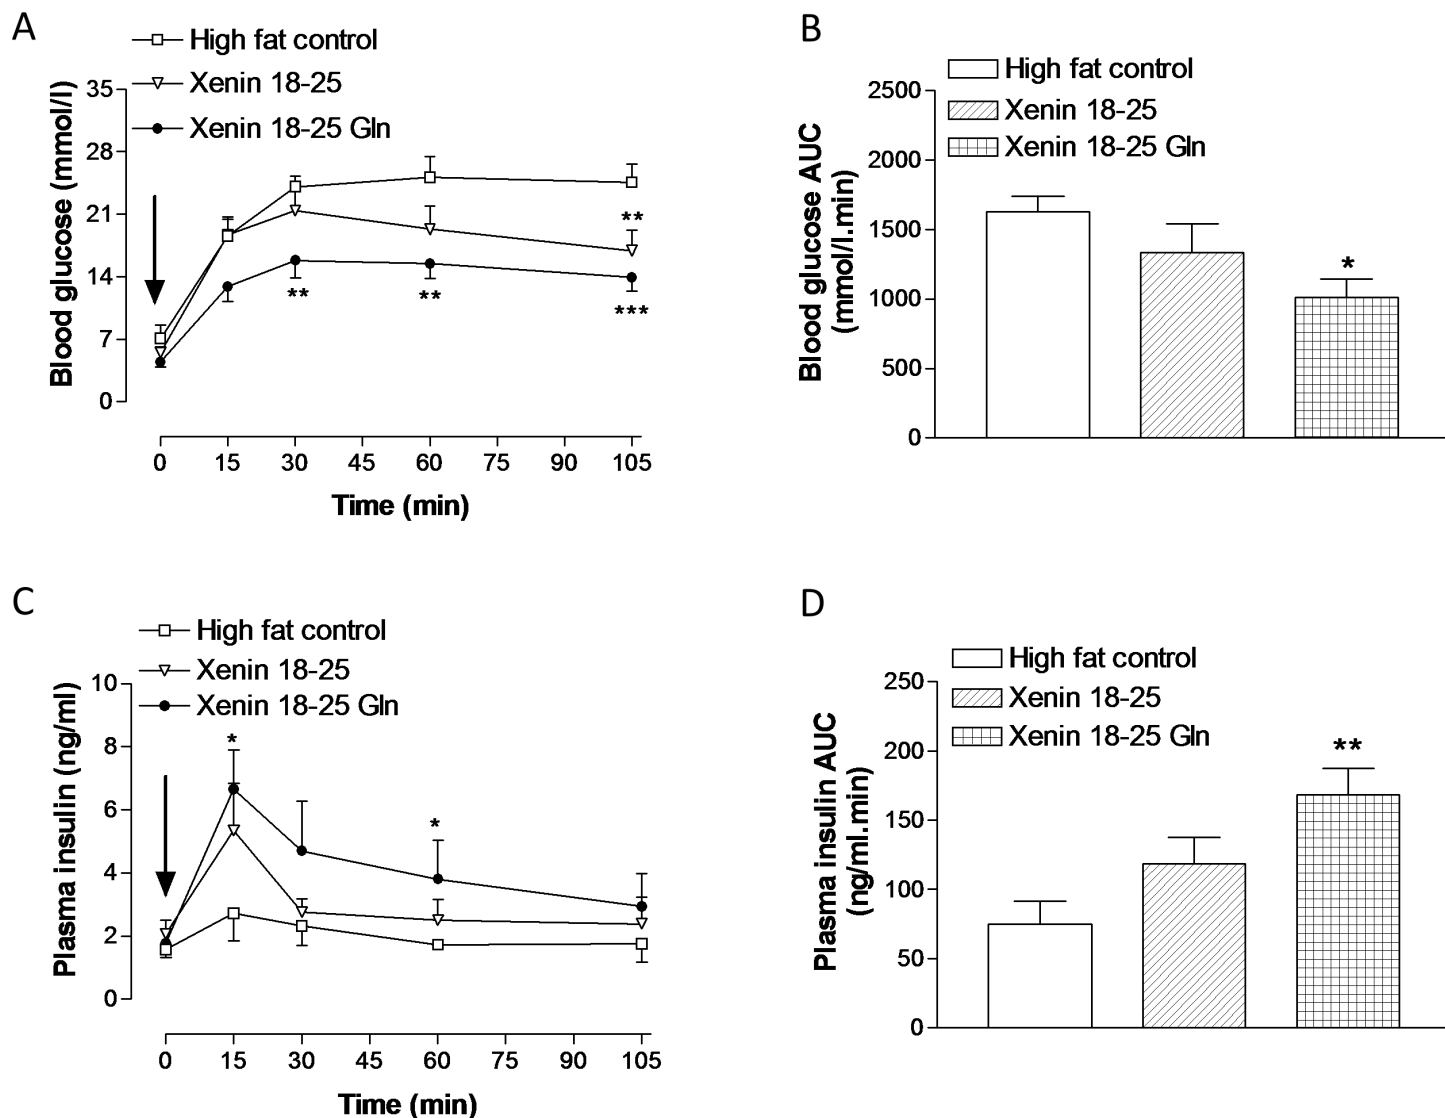 A
High fat control
Xenin 18-25
Xenin 18-25 Gln
Blood glucose (mmol/l)
35
28
21
14
7
0
**
**
**
***
0 15 30 45 60 75 90 105
Time (min)
B
High fat control
Xenin 18-25
Xenin 18-25 Gln
Blood glucose AUC
(mmol/l.min)
2500
2000
1500
1000
500
0
*
C
High fat control
Xenin 18-25
Xenin 18-25 Gln
Plasma insulin (ng/ml)
10
8
6
4
2
0
*
*
0 15 30 45 60 75 90 105
Time (min)
D
High fat control
Xenin 18-25
Xenin 18-25 Gln
Plasma insulin AUC
(ng/ml.min)
250
200
150
100
50
0
**